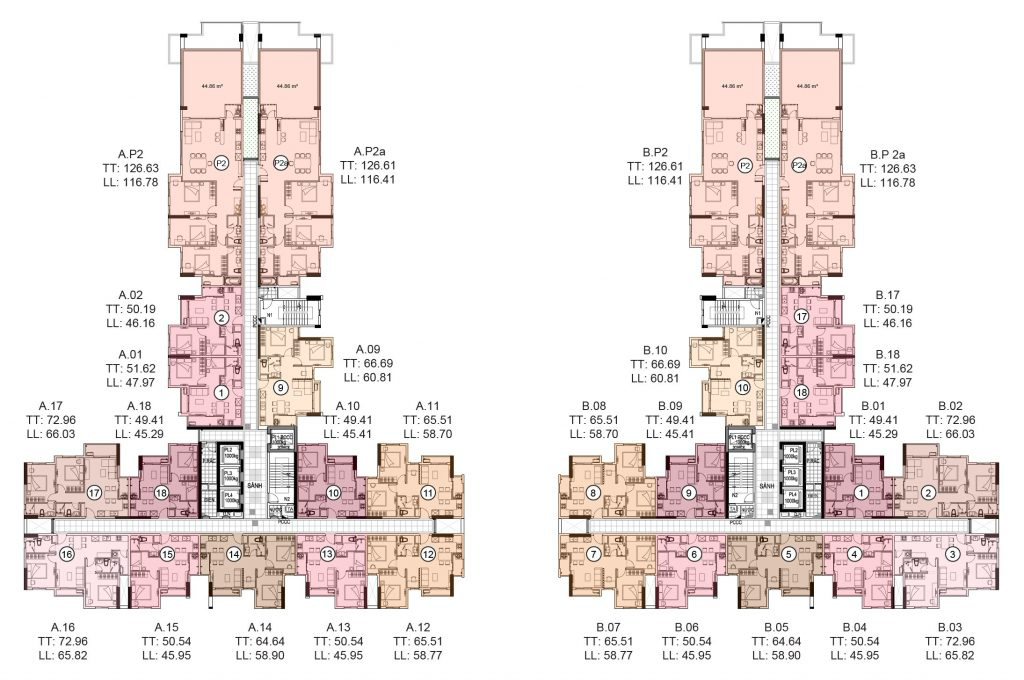 44.86 m²
44.86 m²
44.86 m²
44.86 m²
A.P2
TT: 126.63
LL: 116.78
P2
P2a
A.P2a
TT: 126.61
LL: 116.41
B.P2
TT: 126.61
LL: 116.41
P2
P2a
B.P 2a
TT: 126.63
LL: 116.78
A.02
TT: 50.19
LL: 46.16
2
N1
PCCC
A.01
TT: 51.62
LL: 47.97
1
9
A.09
TT: 66.69
LL: 60.81
N1
17
B.17
TT: 50.19
LL: 46.16
B.10
TT: 66.69
LL: 60.81
10
18
B.18
TT: 51.62
LL: 47.97
A.17
TT: 72.96
LL: 66.03
A.18
TT: 49.41
LL: 45.29
A.10
TT: 49.41
LL: 45.41
A.11
TT: 65.51
LL: 58.70
B.08
TT: 65.51
LL: 58.70
B.09
TT: 49.41
LL: 45.41
B.01
TT: 49.41
LL: 45.29
B.02
TT: 72.96
LL: 66.03
PL2
1000kg
PL3
1000kg
PL4
1000kg
PL1-PCCC
1000kg
SẢNH
N2
PCCC
17
18
10
11
16
15
14
13
12
PL1-PCCC
1000kg
PL2
1000kg
PL3
1000kg
PL4
1000kg
SẢNH
N2
PCCC
8
9
1
2
7
6
5
4
3
A.16
TT: 72.96
LL: 65.82
A.15
TT: 50.54
LL: 45.95
A.14
TT: 64.64
LL: 58.90
A.13
TT: 50.54
LL: 45.95
A.12
TT: 65.51
LL: 58.77
B.07
TT: 65.51
LL: 58.77
B.06
TT: 50.54
LL: 45.95
B.05
TT: 64.64
LL: 58.90
B.04
TT: 50.54
LL: 45.95
B.03
TT: 72.96
LL: 65.82